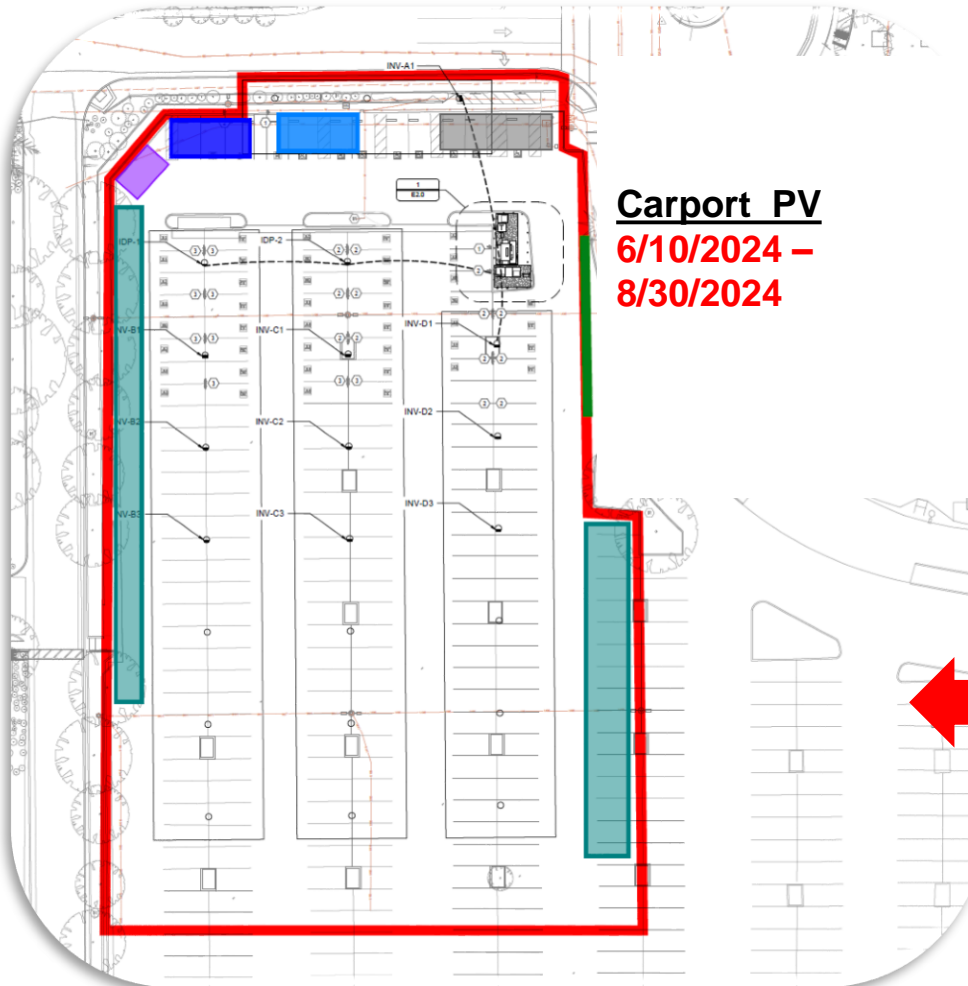 INV-A1
1
E2.0
Carport PV
6/10/2024 –
8/30/2024
IDP-1
IDP-2
INV-B1
INV-C1
INV-D1
INV-B2
INV-C2
INV-D2
INV-B3
INV-C3
INV-D3